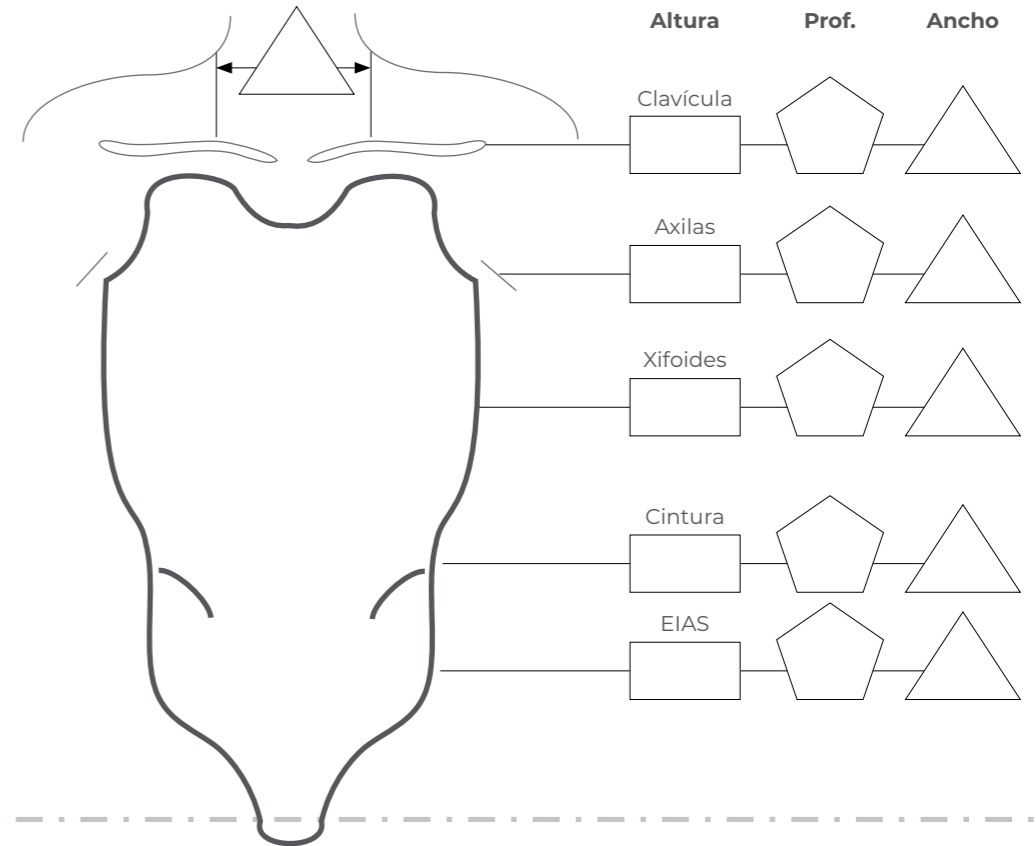 Altura Prof. Ancho
Clavícula
Axilas
Xifoides
Cintura
EIAS